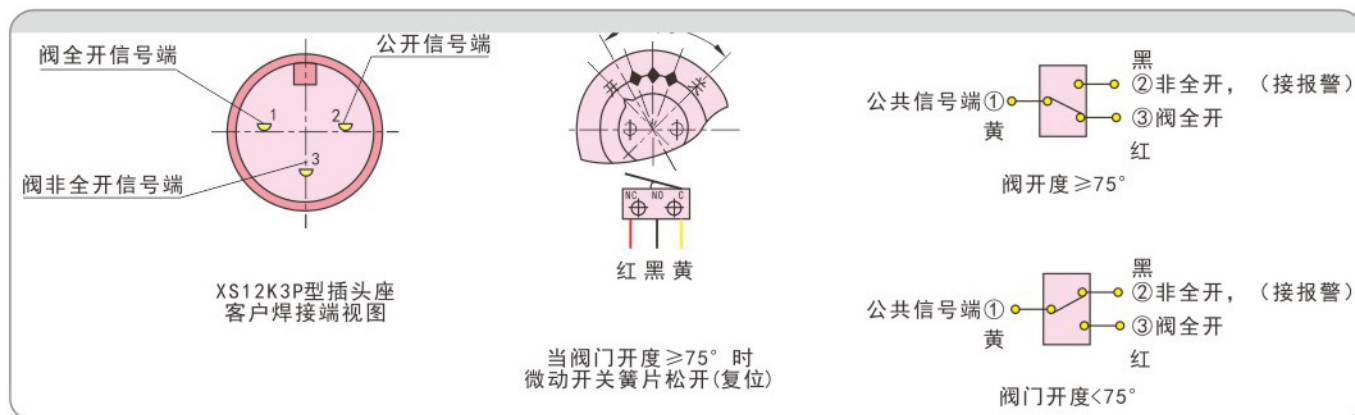 阀全开信号端
公开信号端
1
2
3
阀非全开信号端
XS12K3P型插头座
客户焊接端视图
NC NO C
红 黑 黄
当阀门开度≥75° 时
微动开关簧片松开(复位)
黑
②非全开，（接报警）
公共信号端①
黄
③阀全开
红
阀开度≥75°
黑
②非全开，（接报警）
公共信号端①
黄
③阀全开
红
阀门开度<75°